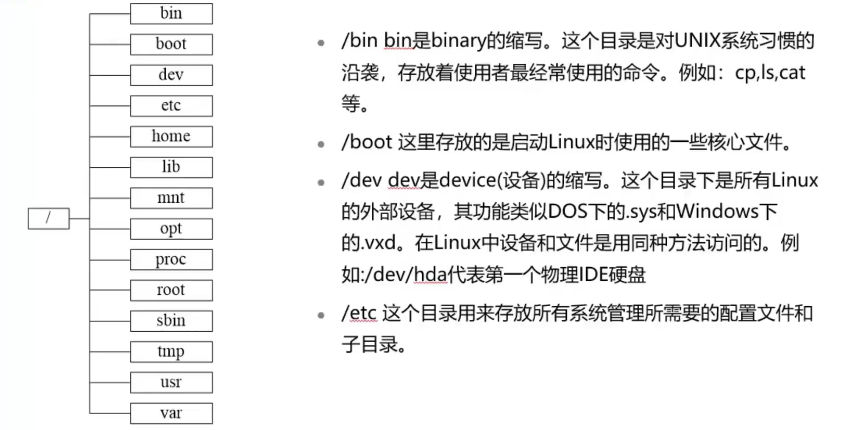 /
bin
boot
dev
etc
home
lib
mnt
opt
proc
root
sbin
tmp
usr
var
• /bin bin是binary的缩写。这个目录是对UNIX系统习惯的
沿袭，存放着使用者最经常使用的命令。例如：cp,ls,cat
等。
• /boot 这里存放的是启动Linux时使用的一些核心文件。
• /dev dev是device(设备)的缩写。这个目录下是所有Linux
的外部设备，其功能类似DOS下的.sys和Windows下
的.vxd。在Linux中设备和文件是用同种方法访问的。例
如:/dev/hda代表第一个物理IDE硬盘
• /etc 这个目录用来存放所有系统管理所需要的配置文件和
子目录。